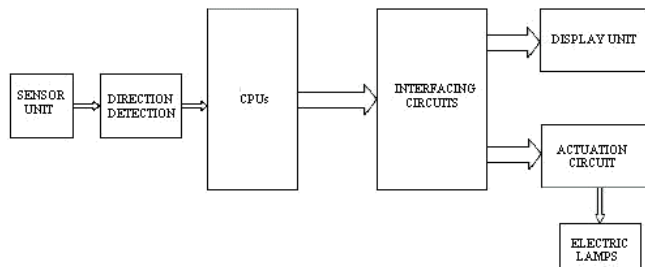 SENSOR
UNIT
DIRECTION
DETECTION
CPUs
INTERFACING
CIRCUITS
DISPLAY UNIT
ACTUATION
CIRCUIT
ELECTRIC
LAMPS